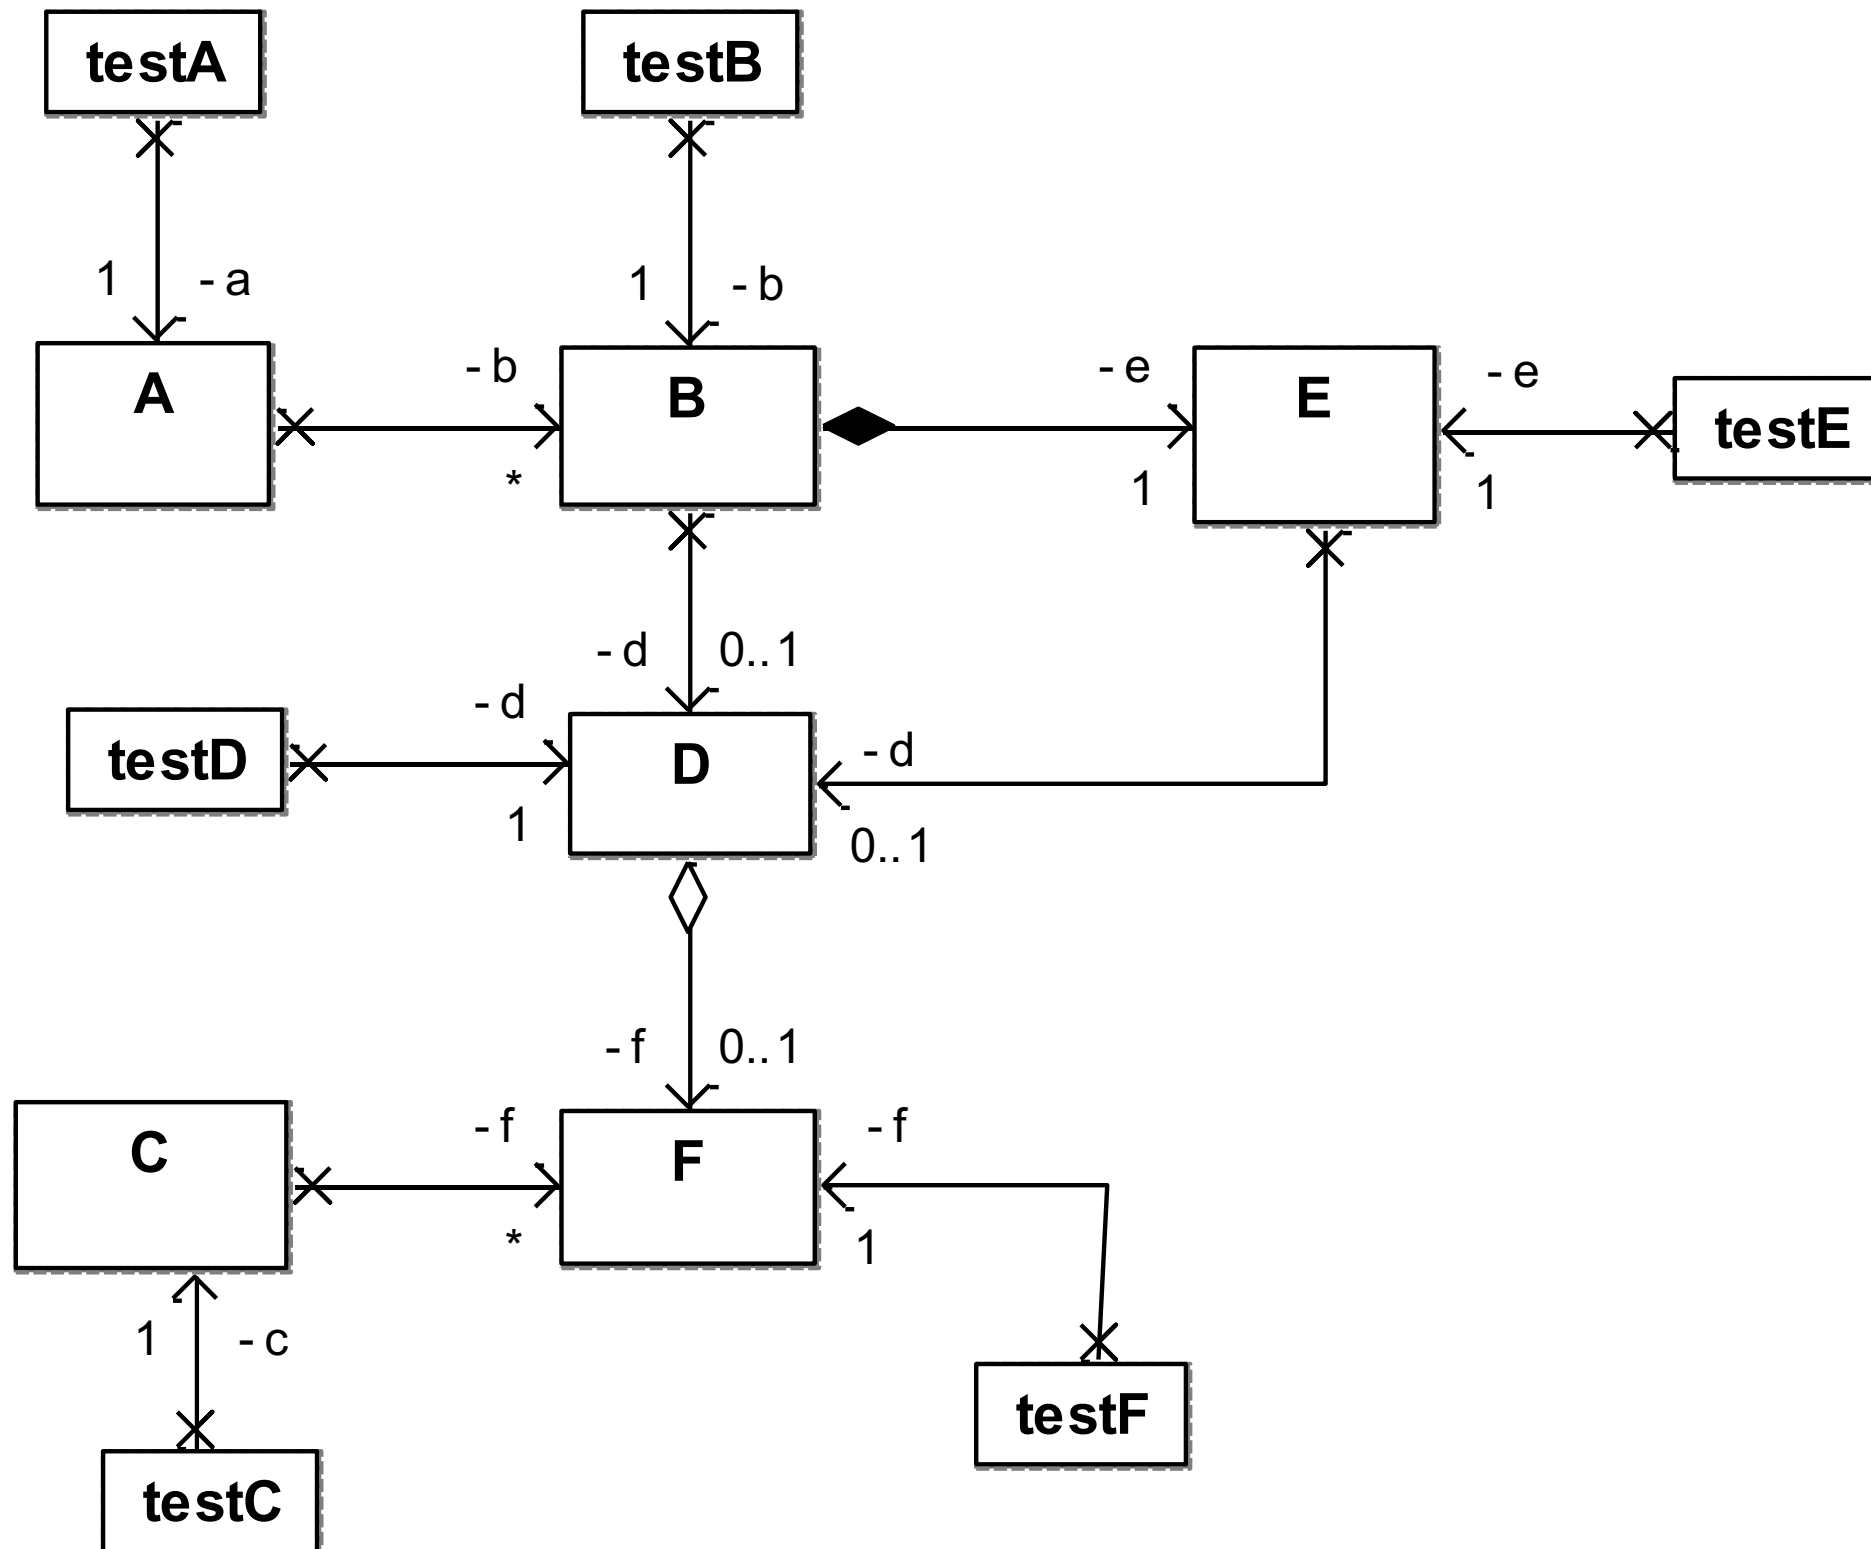 testA
testB
1
- a
1
- b
A
- b
*
B
- e
1
E
- e
1
testE
- d
0..1
testD
- d
1
D
- d
0..1
- f
0..1
C
- f
*
F
- f
1
1
- c
testF
testC